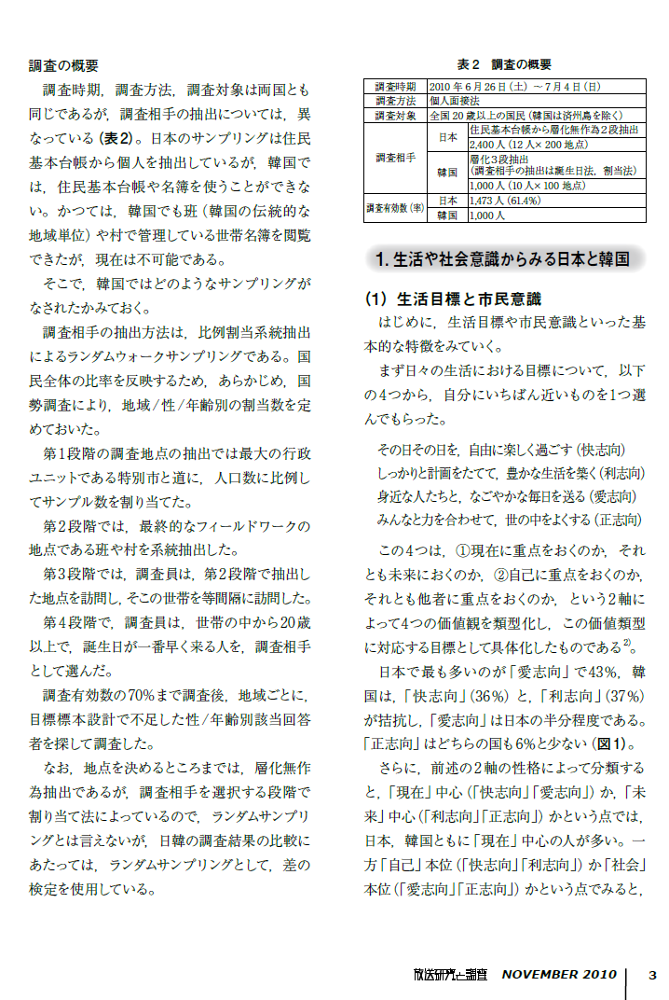 調査の概要
　調査時期，調査方法，調査対象は両国とも
同じであるが，調査相手の抽出については，異
なっている（表2）。日本のサンプリングは住民
基本台帳から個人を抽出しているが，韓国で
は，住民基本台帳や名簿を使うことができな
い。かつては，韓国でも班（韓国の伝統的な
地域単位）や村で管理している世帯名簿を閲覧
できたが，現在は不可能である。
　そこで，韓国ではどのようなサンプリングが
なされたかみておく。
　調査相手の抽出方法は，比例割当系統抽出
によるランダムウォークサンプリングである。国
民全体の比率を反映するため，あらかじめ，国
勢調査により，地域/性/年齢別の割当数を定
めておいた。
　第1段階の調査地点の抽出では最大の行政
ユニットである特別市と道に，人口数に比例し
てサンプル数を割り当てた。
　第2段階では，最終的なフィールドワークの
地点である班や村を系統抽出した。
　第3段階では，調査員は，第2段階で抽出し
た地点を訪問し，そこの世帯を等間隔に訪問した。
　第4段階で，調査員は，世帯の中から20歳
以上で，誕生日が一番早く来る人を，調査相手
として選んだ。
　調査有効数の70%まで調査後，地域ごとに，
目標標本設計で不足した性/年齢別該当回答
者を探して調査した。
　なお，地点を決めるところまでは，層化無作
為抽出であるが，調査相手を選択する段階で
割り当て法によっているので，ランダムサンプリ
ングとは言えないが，日韓の調査結果の比較に
あたっては，ランダムサンプリングとして，差の
検定を使用している。
表2　調査の概要
調査時期　2010年6月26日（土）～7月4日（日）
調査方法　個人面接法
調査対象　全国20歳以上の国民（韓国は済州島を除く）
調査相手　日本　住民基本台帳から層化無作為2段抽出
2,400人（12人×200地点）
韓国　層化3段抽出
（調査相手の抽出は誕生日法，割当法）
1,000人（10人×100地点）
調査有効数（率）　日本　1,473人（61.4%）
韓国　1,000人
1. 生活や社会意識からみる日本と韓国
（1）生活目標と市民意識
　はじめに，生活目標や市民意識といった基
本的な特徴をみていく。
　まず日々の生活における目標について，以下
の4つから，自分にいちばん近いものを1つ選
んでもらった。
その日その日を，自由に楽しく過ごす（快志向）
しっかりと計画をたてて，豊かな生活を築く（利志向）
身近な人たちと，なごやかな毎日を送る（愛志向）
みんなと力を合わせて，世の中をよくする（正志向）
　この4つは，①現在に重点をおくのか，それ
とも未来におくのか，②自己に重点をおくのか，
それとも他者に重点をおくのか，という2軸に
よって4つの価値観を類型化し，この価値類型
に対応する目標として具体化したものである2)。
　日本で最も多いのが「愛志向」で43%，韓
国は，「快志向」（36%）と，「利志向」（37%）
が拮抗し，「愛志向」は日本の半分程度である。
「正志向」はどちらの国も6%と少ない（図1）。
　さらに，前述の2軸の性格によって分類する
と，「現在」中心（「快志向」「愛志向」）か，「未
来」中心（「利志向」「正志向」）かという点では，
日本，韓国ともに「現在」中心の人が多い。一
方「自己」本位（「快志向」「利志向」）か「社会」
本位（「愛志向」「正志向」）かという点でみると，
放送研究と調査　NOVEMBER 2010　3